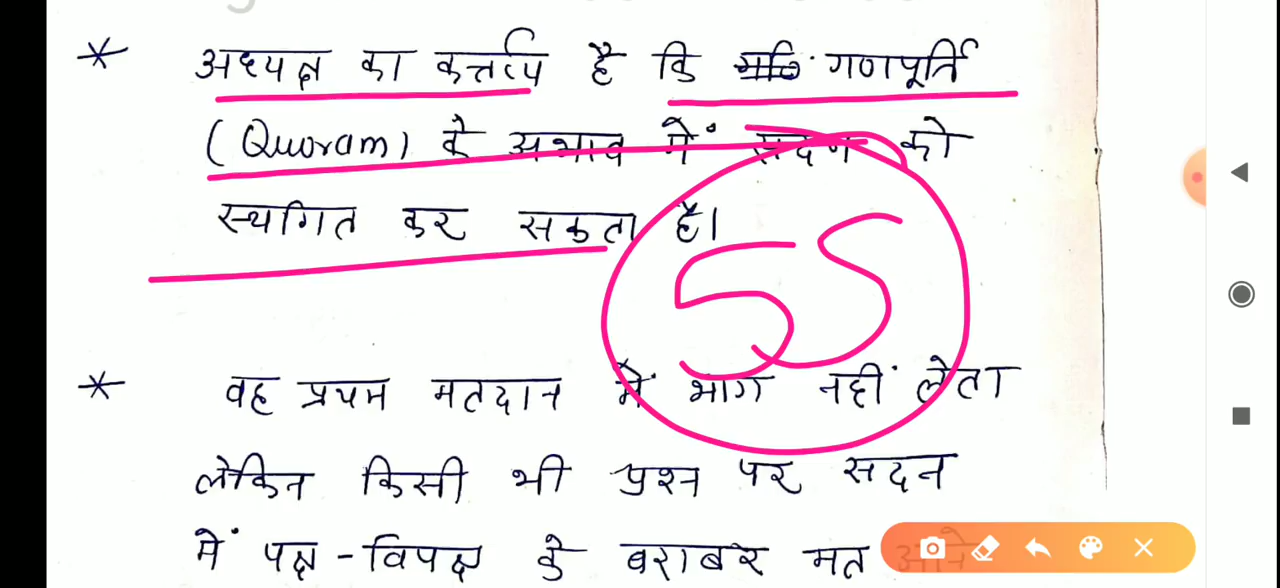 * अध्यक्ष का कर्त्तव्य है कि गणपूर्ति
(Quoram) के अभाव में सदन को
स्थगित कर सकता है।
55
* वह प्रथम मतदान में भाग नहीं लेता
लेकिन किसी भी प्रश्न पर सदन
में पक्ष - विपक्ष के बराबर मत